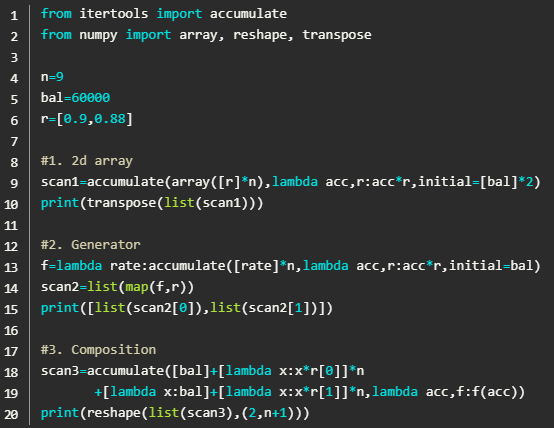 1 from itertools import accumulate
2 from numpy import array, reshape, transpose
3
4 n=9
5 bal=60000
6 r=[0.9,0.88]
7
8 #1. 2d array
9 scan1=accumulate(array([r]*n),lambda acc,r:acc*r,initial=[bal]*2)
10 print(transpose(list(scan1)))
11
12 #2. Generator
13 f=lambda rate:accumulate([rate]*n,lambda acc,r:acc*r,initial=bal)
14 scan2=list(map(f,r))
15 print([list(scan2[0]),list(scan2[1])])
16
17 #3. Composition
18 scan3=accumulate([bal]+[lambda x:x*r[0]]*n
19 +[lambda x:bal]+[lambda x:x*r[1]]*n,lambda acc,f:f(acc))
20 print(reshape(list(scan3),(2,n+1)))